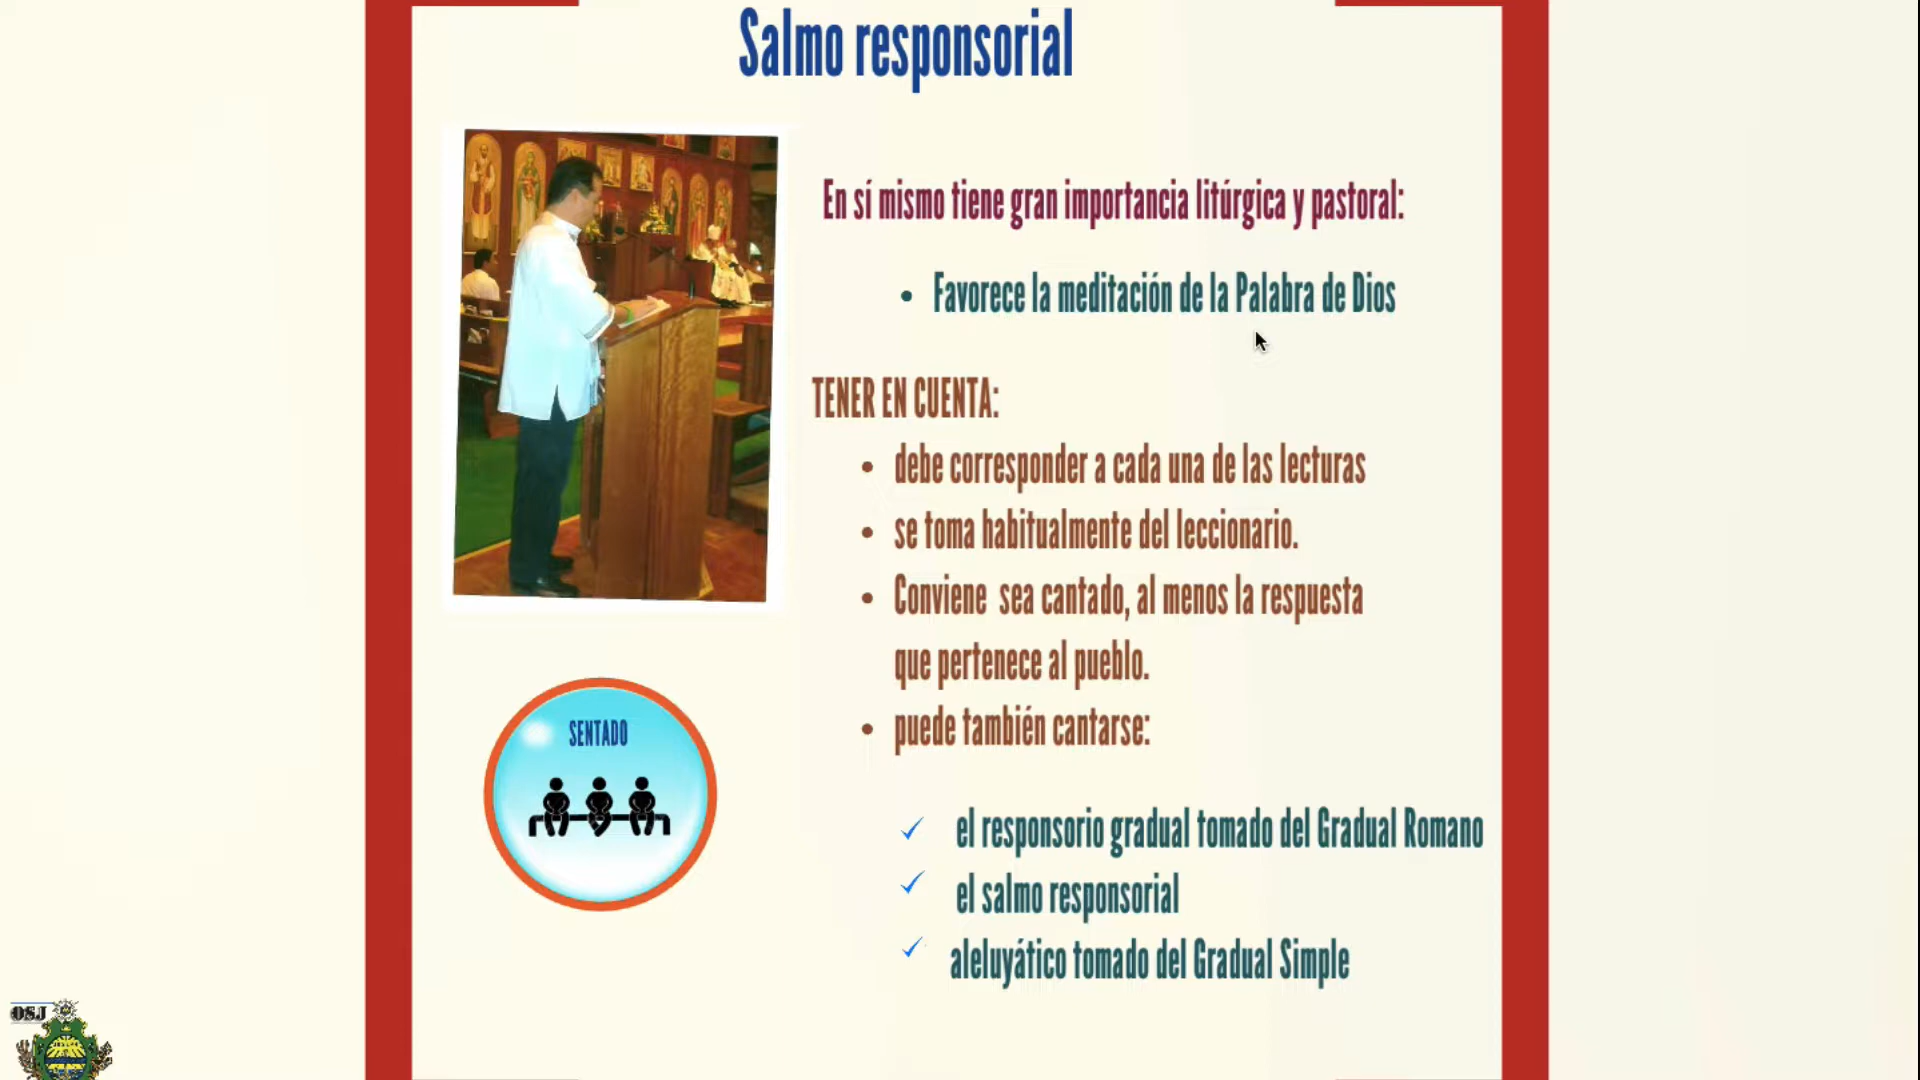 Salmo responsorial
En sí mismo tiene gran importancia litúrgica y pastoral:
• Favorece la meditación de la Palabra de Dios
TENER EN CUENTA:
• debe corresponder a cada una de las lecturas
• se toma habitualmente del leccionario.
• Conviene sea cantado, al menos la respuesta
que pertenece al pueblo.
• puede también cantarse:
✓ el responsorio gradual tomado del Gradual Romano
✓ el salmo responsorial
✓ aleluyático tomado del Gradual Simple
SENTADO
OSJ